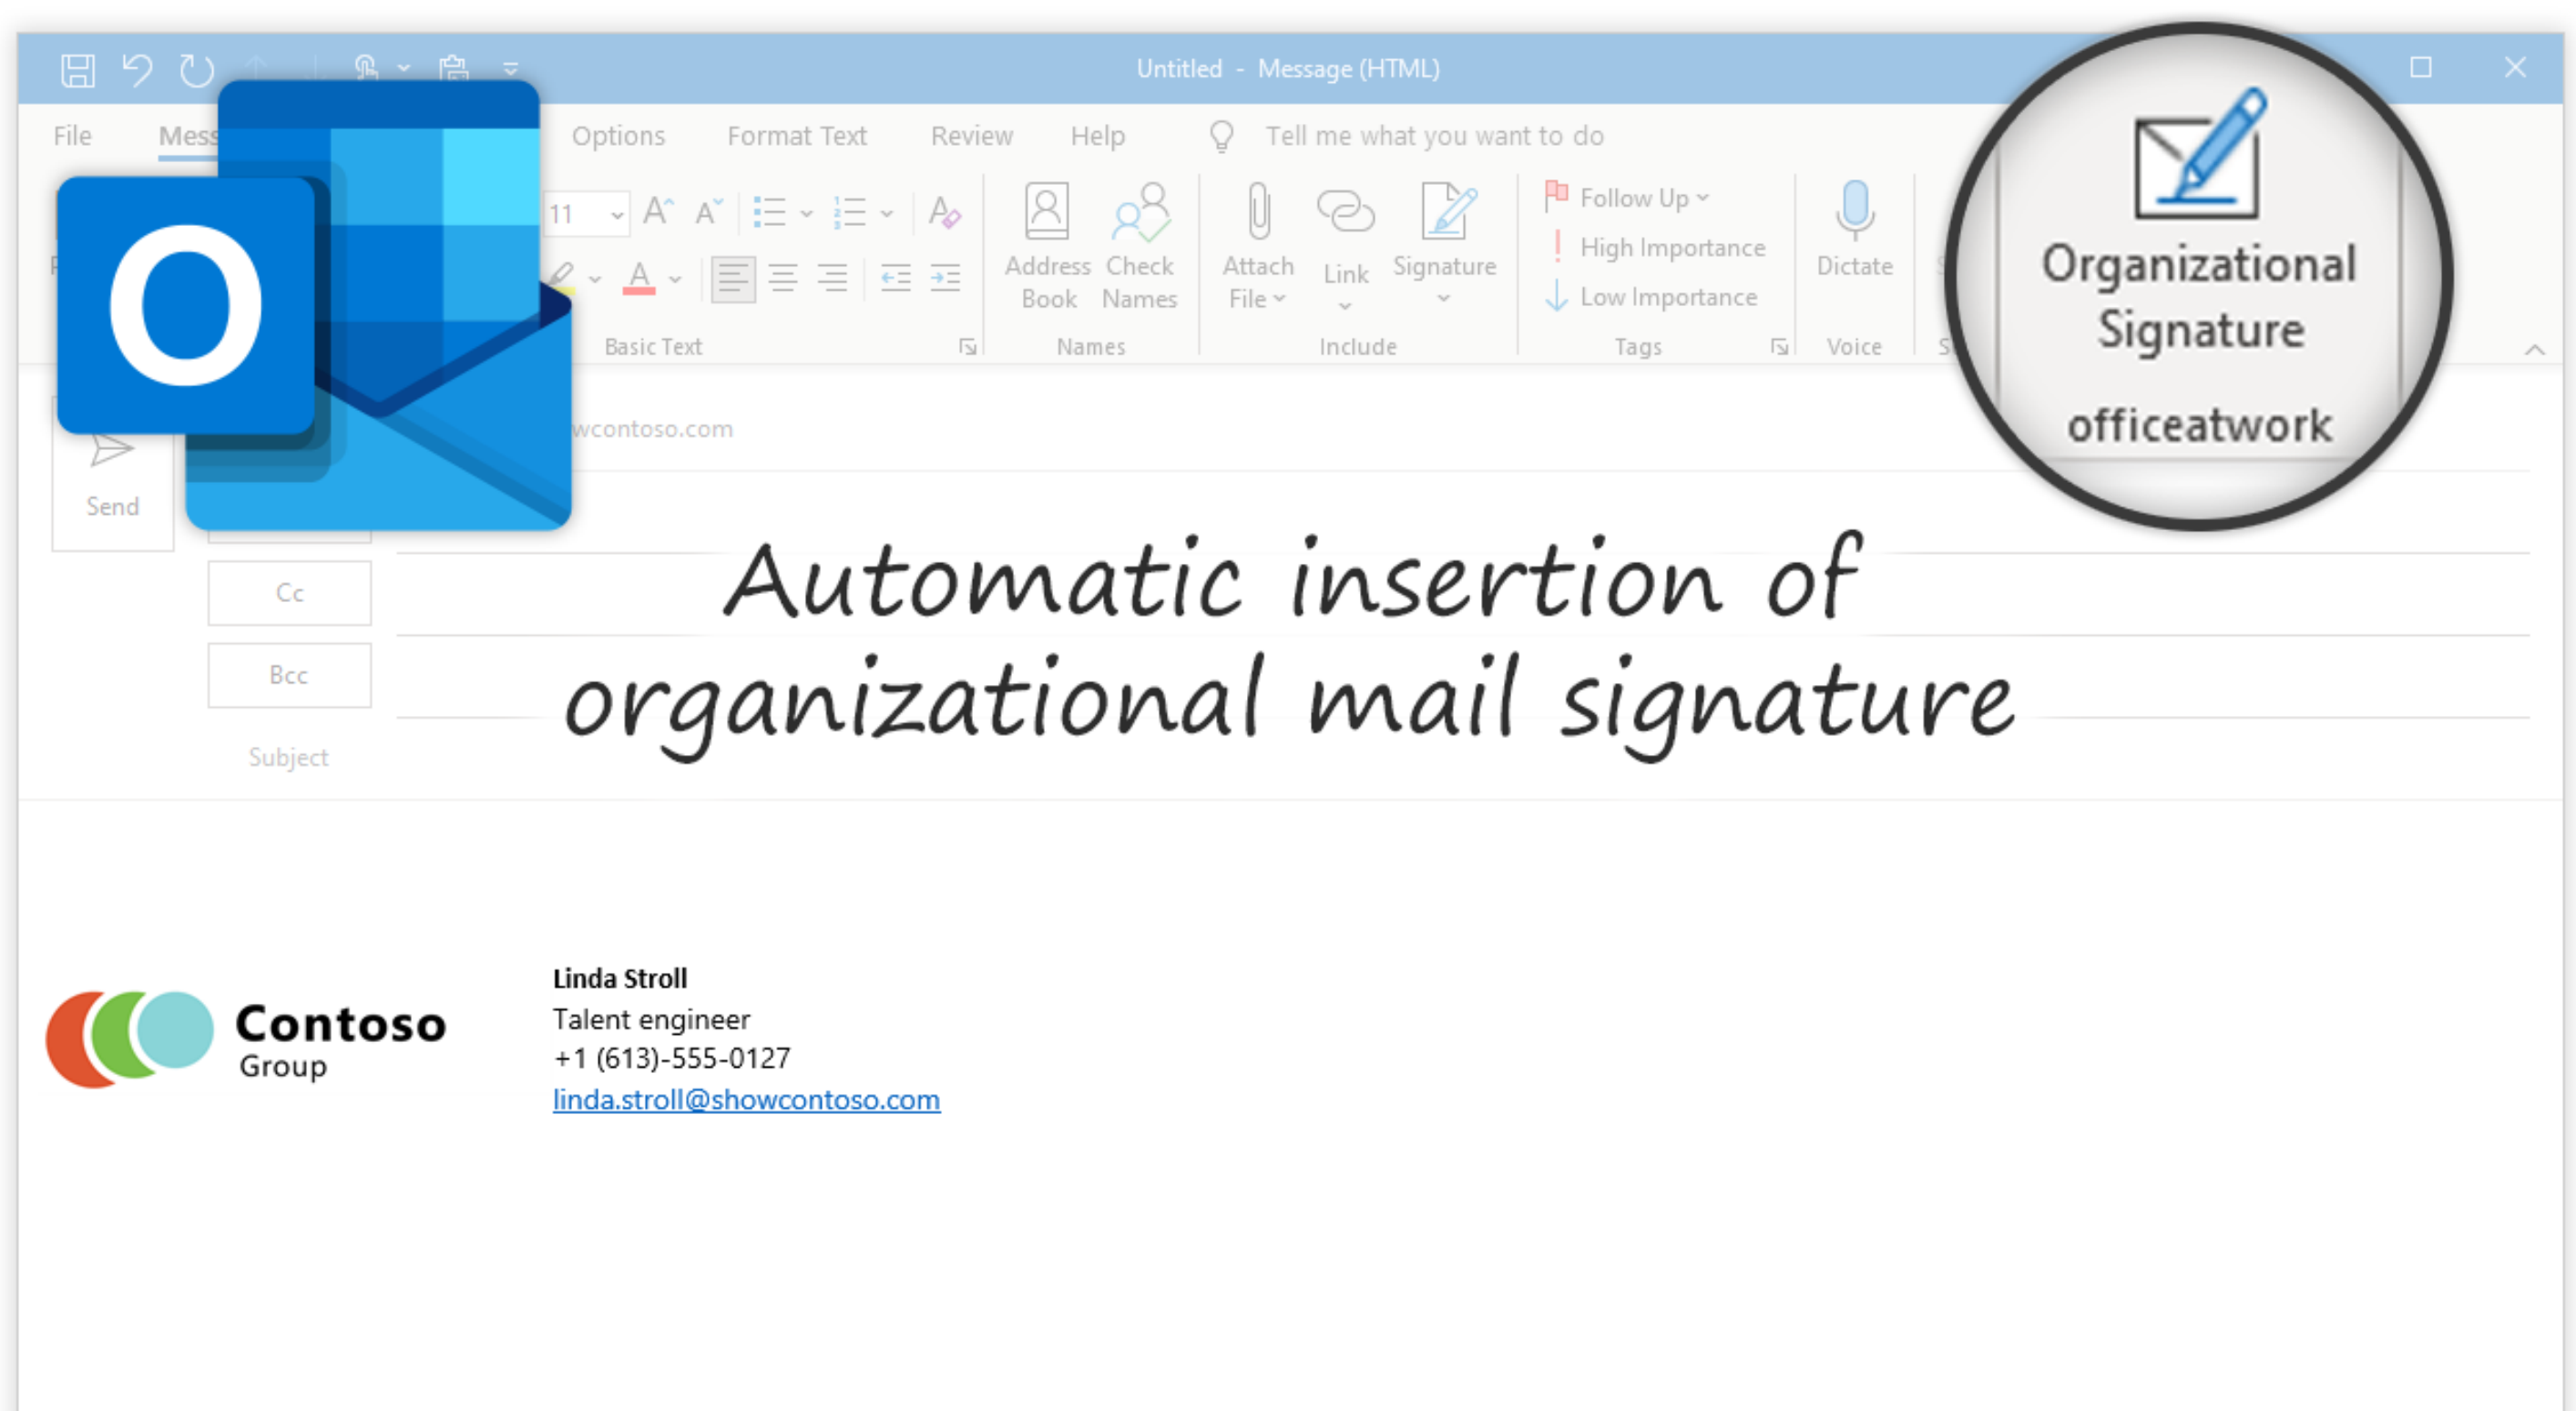 Untitled - Message (HTML)
File Mess Options Format Text Review Help Tell me what you want to do
11
Address Book
Check Names
Attach File
Link
Signature
Follow Up
High Importance
Low Importance
Dictate
Basic Text Names Include Tags Voice
Organizational
Signature
officeatwork
O
wcontoso.com
Send
Cc
Bcc
Subject
Automatic insertion of
organizational mail signature
Contoso
Group
Linda Stroll
Talent engineer
+1 (613)-555-0127
linda.stroll@showcontoso.com